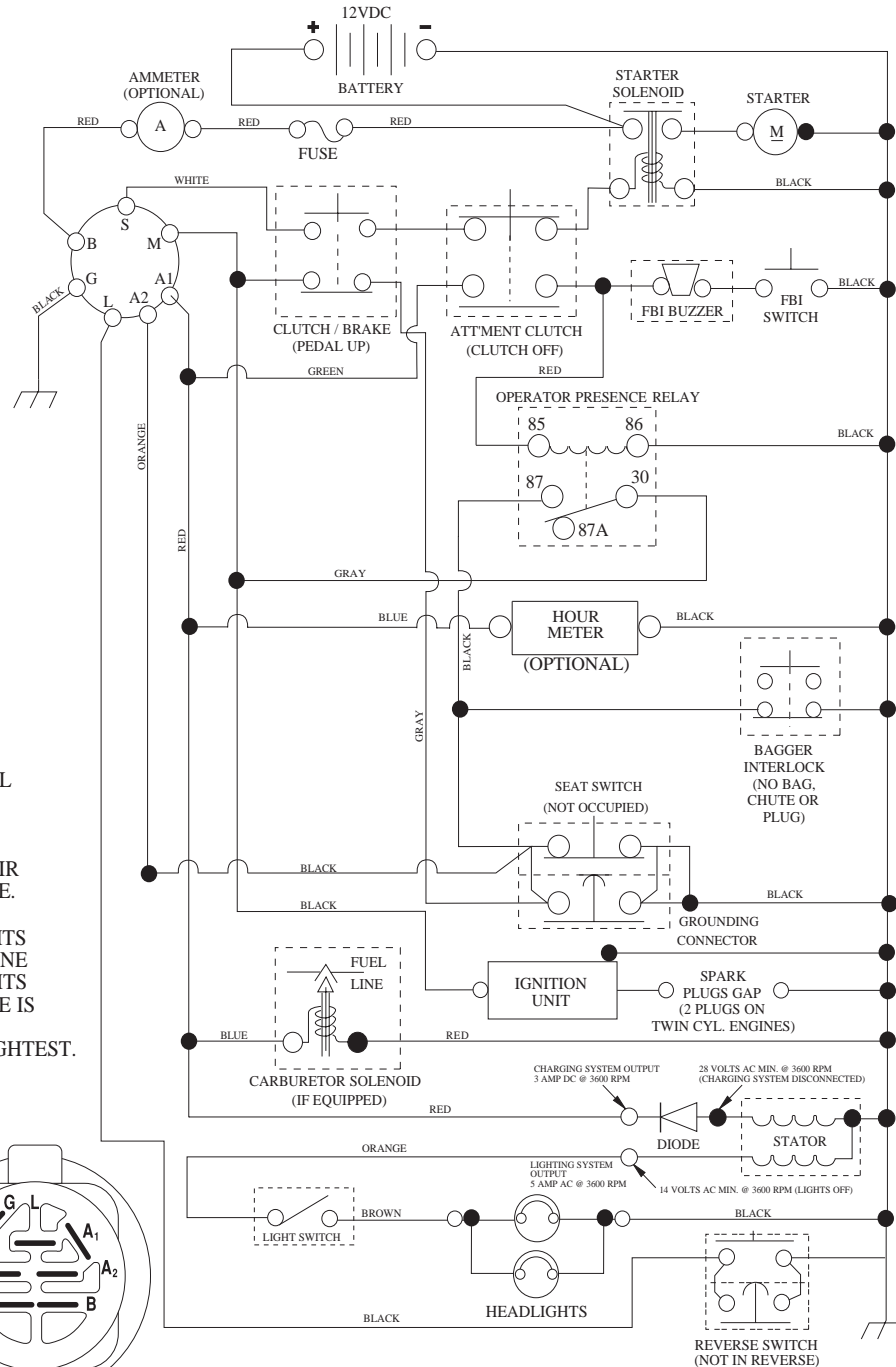 12VDC
+ -
BATTERY
AMMETER
(OPTIONAL)
STARTER
SOLENOID
STARTER
RED
A
RED
RED
M
FUSE
WHITE
BLACK
S
B
M
G
A1
L
A2
BLACK
CLUTCH / BRAKE
(PEDAL UP)
ATT'MENT CLUTCH
(CLUTCH OFF)
FBI BUZZER
FBI
SWITCH
BLACK
GREEN
RED
OPERATOR PRESENCE RELAY
85
86
BLACK
87
30
87A
ORANGE
RED
GRAY
BLUE
HOUR
METER
(OPTIONAL)
BLACK
BLACK
GRAY
BAGGER
INTERLOCK
(NO BAG,
CHUTE OR
PLUG)
L
SEAT SWITCH
(NOT OCCUPIED)
IR
E.
BLACK
BLACK
BLACK
GROUNDING
CONNECTOR
ITS
NE
ITS
E IS
GHTEST.
FUEL
LINE
IGNITION
UNIT
SPARK
PLUGS GAP
(2 PLUGS ON
TWIN CYL. ENGINES)
BLUE
RED
CARBURETOR SOLENOID
(IF EQUIPPED)
CHARGING SYSTEM OUTPUT
3 AMP DC @ 3600 RPM
28 VOLTS AC MIN. @ 3600 RPM
(CHARGING SYSTEM DISCONNECTED)
RED
DIODE
STATOR
ORANGE
LIGHTING SYSTEM
OUTPUT
5 AMP AC @ 3600 RPM
14 VOLTS AC MIN. @ 3600 RPM (LIGHTS OFF)
BROWN
BLACK
LIGHT SWITCH
G L
A1
A2
B
HEADLIGHTS
BLACK
REVERSE SWITCH
(NOT IN REVERSE)